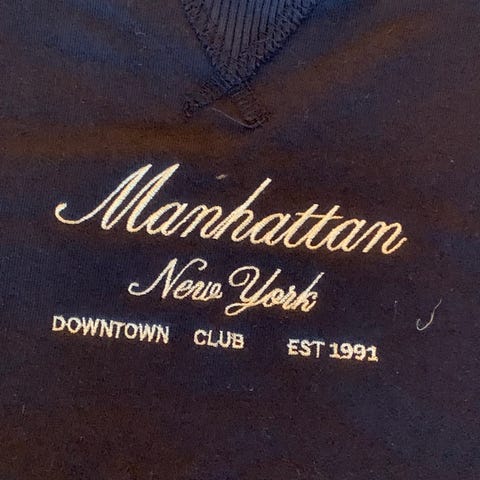 Manhattan
New York
DOWNTOWN CLUB EST 1991